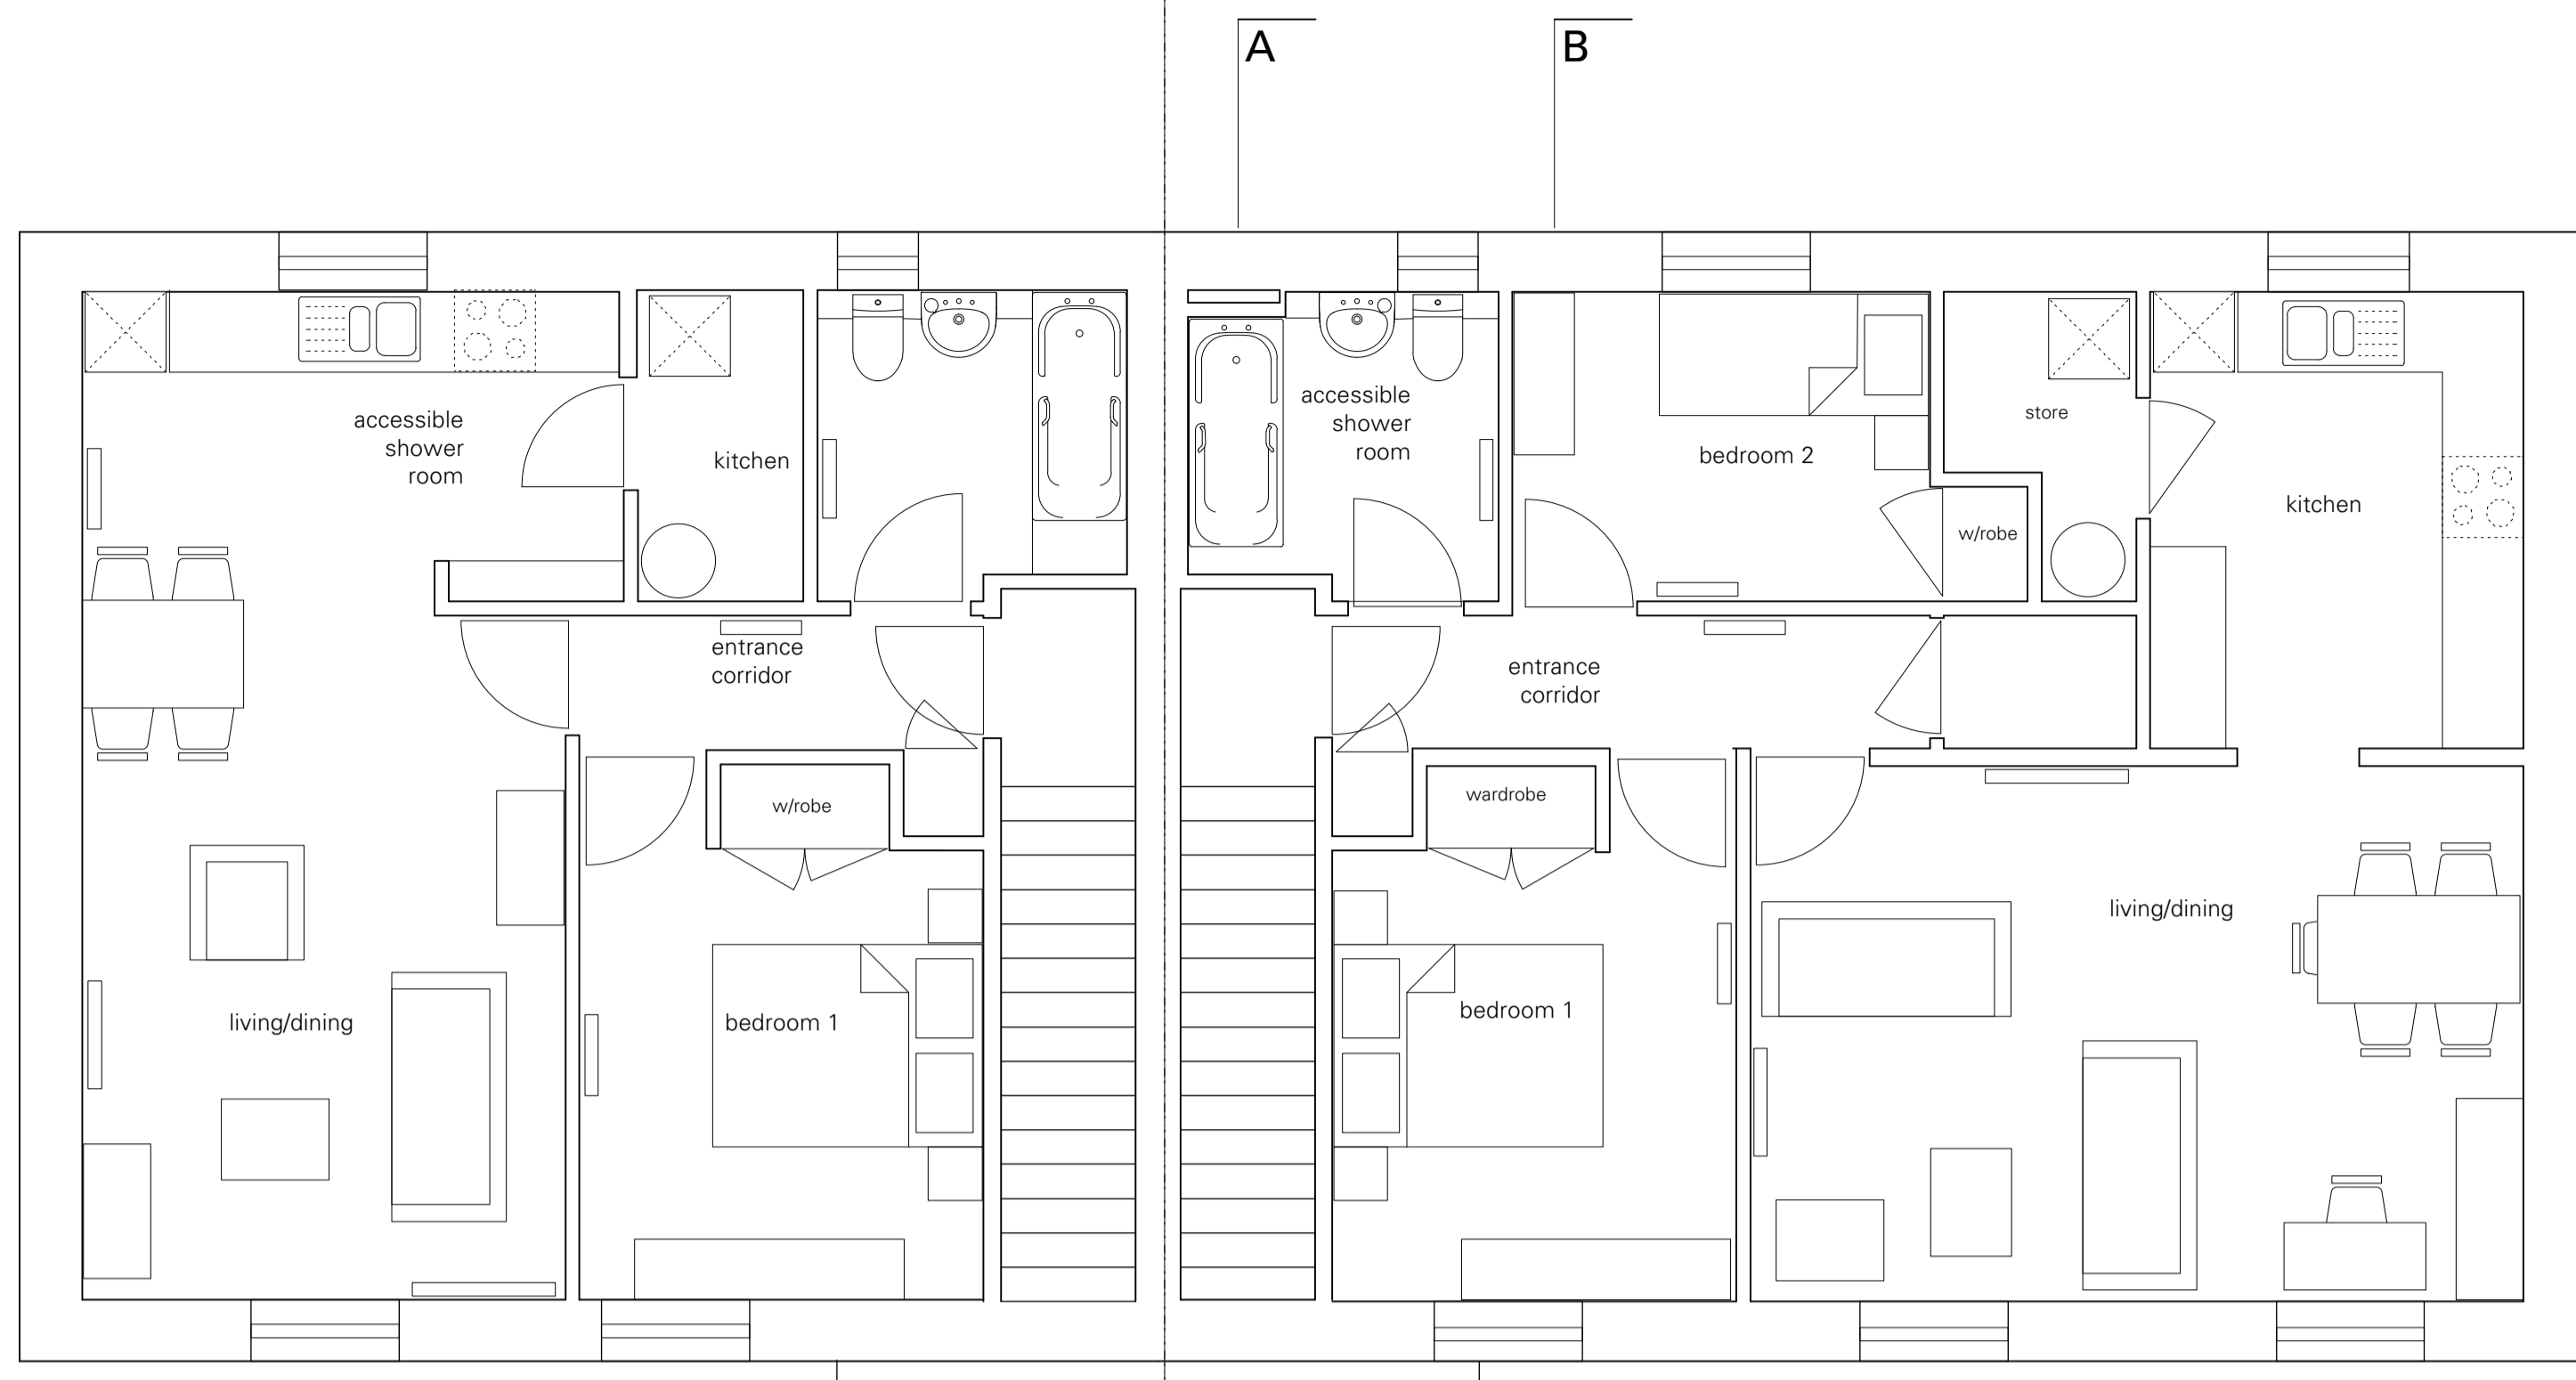 A
B
accessible
shower
room
kitchen
entrance
corridor
w/robe
living/dining
bedroom 1
accessible
shower
room
bedroom 2
store
w/robe
kitchen
entrance
corridor
wardrobe
bedroom 1
living/dining